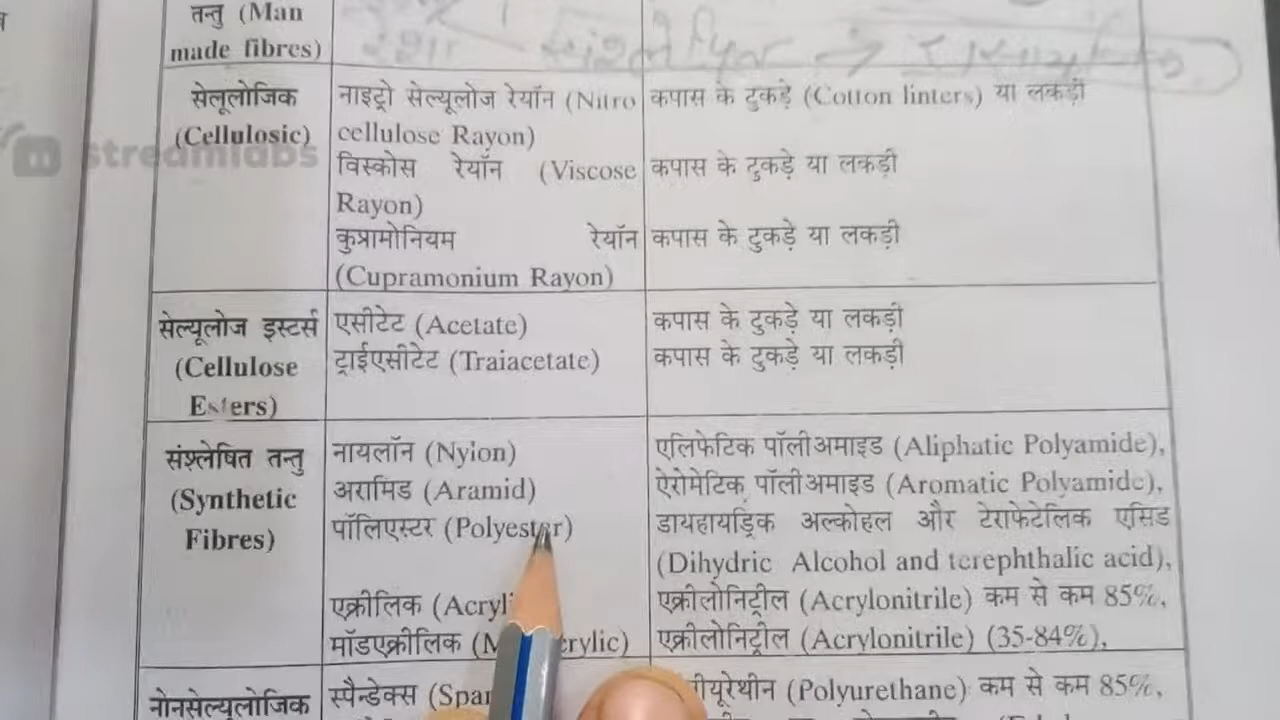 तन्तु (Man
made fibres)
सेलूलोजिक
(Cellulosic)
नाइट्रो सेल्यूलोज रेयॉन (Nitro
cellulose Rayon)
विस्कोस रेयॉन (Viscose
Rayon)
कुप्रामोनियम रेयॉन
(Cupramonium Rayon)
कपास के टुकड़े (Cotton linters) या लकड़ी
कपास के टुकड़े या लकड़ी
कपास के टुकड़े या लकड़ी
streamlabs
सेल्यूलोज इस्टर्स
(Cellulose
Esters)
एसीटेट (Acetate)
ट्राईएसीटेट (Traiacetate)
कपास के टुकड़े या लकड़ी
कपास के टुकड़े या लकड़ी
संश्लेषित तन्तु
(Synthetic
Fibres)
नायलॉन (Nyion)
अरामिड (Aramid)
पॉलिएस्टर (Polyester)
एक्रीलिक
मॉडएक्रीलिक
एलिफेटिक पॉलीअमाइड (Aliphatic Polyamide),
ऐरोमेटिक पॉलीअमाइड (Aromatic Polyamide),
डायहायड्रिक अल्कोहल और टेराफेटेलिक एसिड
(Dihydric Alcohol and terephthalic acid),
एक्रीलोनिट्रील (Acrylonitrile) कम से कम 85%,
एक्रीलोनिट्रील (Acrylonitrile) (35-84%),
नोनसेल्यूलोजिक
स्पैन्डेक्स
(Polyurethane) कम से कम 85%,